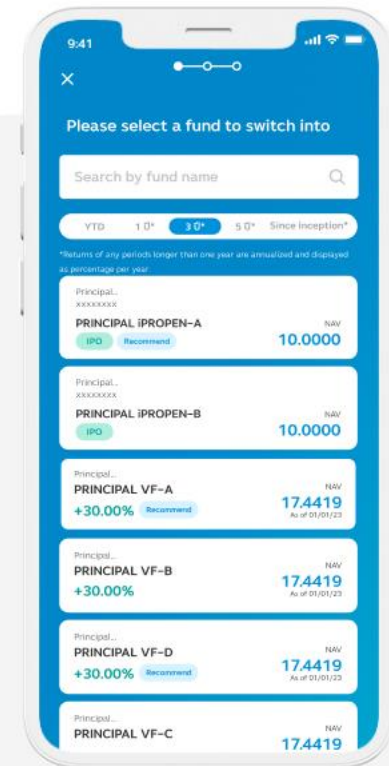 9:41
Please select a fund to switch into
Search by fund name
YTD 1 ปี* 3 ปี* 5 ปี* Since Inception*
*Returns of any periods longer than one year are annualized and displayed
as percentage per year.
Principal...
xxxxxxxx
PRINCIPAL iPROPEN-A
NAV
IPO Recommend
10.0000
Principal...
xxxxxxxx
PRINCIPAL iPROPEN-B
NAV
IPO
10.0000
Principal...
PRINCIPAL VF-A
NAV
+30.00% Recommend
17.4419
As of 01/01/23
Principal...
PRINCIPAL VF-B
NAV
+30.00%
17.4419
As of 01/01/23
Principal...
PRINCIPAL VF-D
NAV
+30.00% Recommend
17.4419
As of 01/01/23
Principal...
PRINCIPAL VF-C
NAV
17.4419